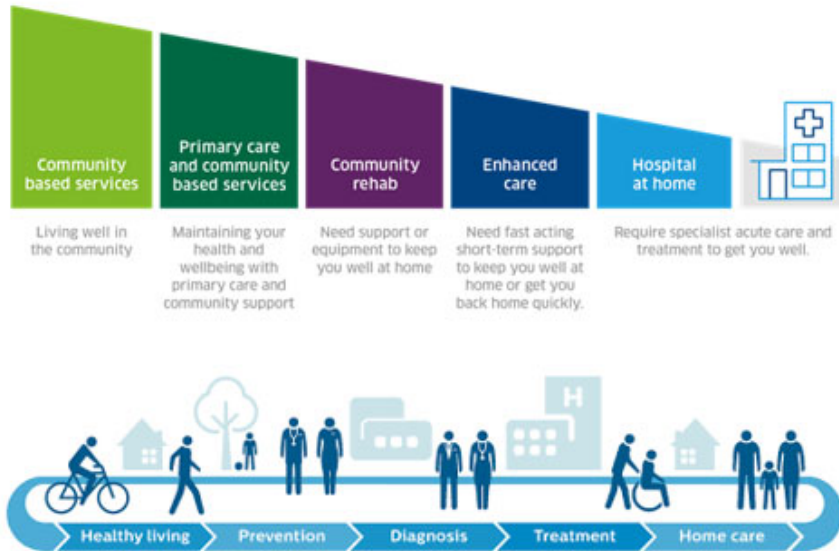 Community
based services
Primary care
and community
based services
Community
rehab
Enhanced
care
Hospital
at home
Living well in
the community
Maintaining your
health and
wellbeing with
primary care and
community support
Need support or
equipment to keep
you well at home
Need fast acting
short-term support
to keep you well at
home or get you
back home quickly.
Require specialist acute care and
treatment to get you well.
H
Healthy living
Prevention
Diagnosis
Treatment
Home care